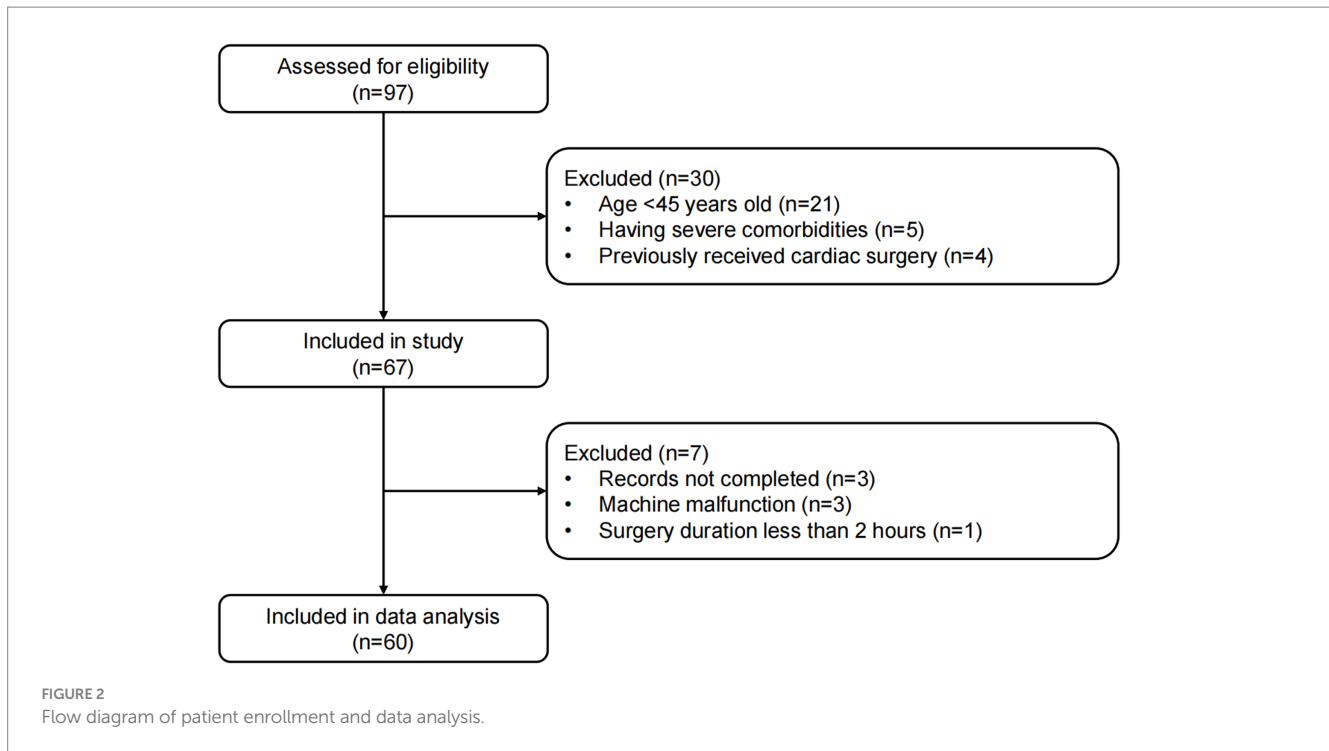 Assessed for eligibility
(n=97)
Excluded (n=30)
• Age <45 years old (n=21)
• Having severe comorbidities (n=5)
• Previously received cardiac surgery (n=4)
Included in study
(n=67)
Excluded (n=7)
• Records not completed (n=3)
• Machine malfunction (n=3)
• Surgery duration less than 2 hours (n=1)
Included in data analysis
(n=60)
FIGURE 2
Flow diagram of patient enrollment and data analysis.